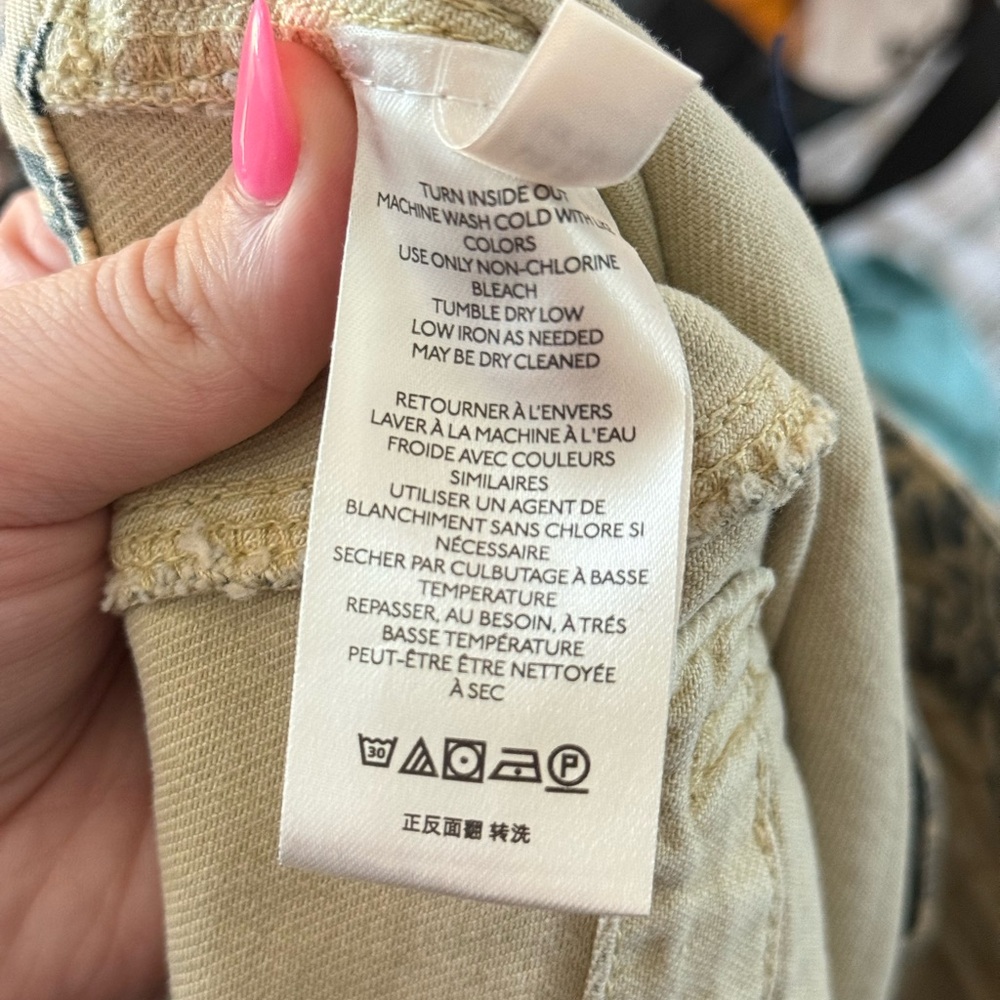 TURN INSIDE OUT
MACHINE WASH COLD WITH
COLORS
USE ONLY NON-CHLORINE
BLEACH
TUMBLE DRY LOW
LOW IRON AS NEEDED
MAY BE DRY CLEANED
RETOURNER À L'ENVERS
LAVER À LA MACHINE À L'EAU
FROIDE AVEC COULEURS
SIMILAIRES
UTILISER UN AGENT DE
BLANCHIMENT SANS CHLORE SI
NÉCESSAIRE
SECHER PAR CULBUTAGE À BASSE
TEMPERATURE
REPASSER, AU BESOIN, À TRÉS
BASSE TEMPÉRATURE
PEUT-ÊTRE ÊTRE NETTOYÉE
À SEC
30 P
正反面翻 转洗